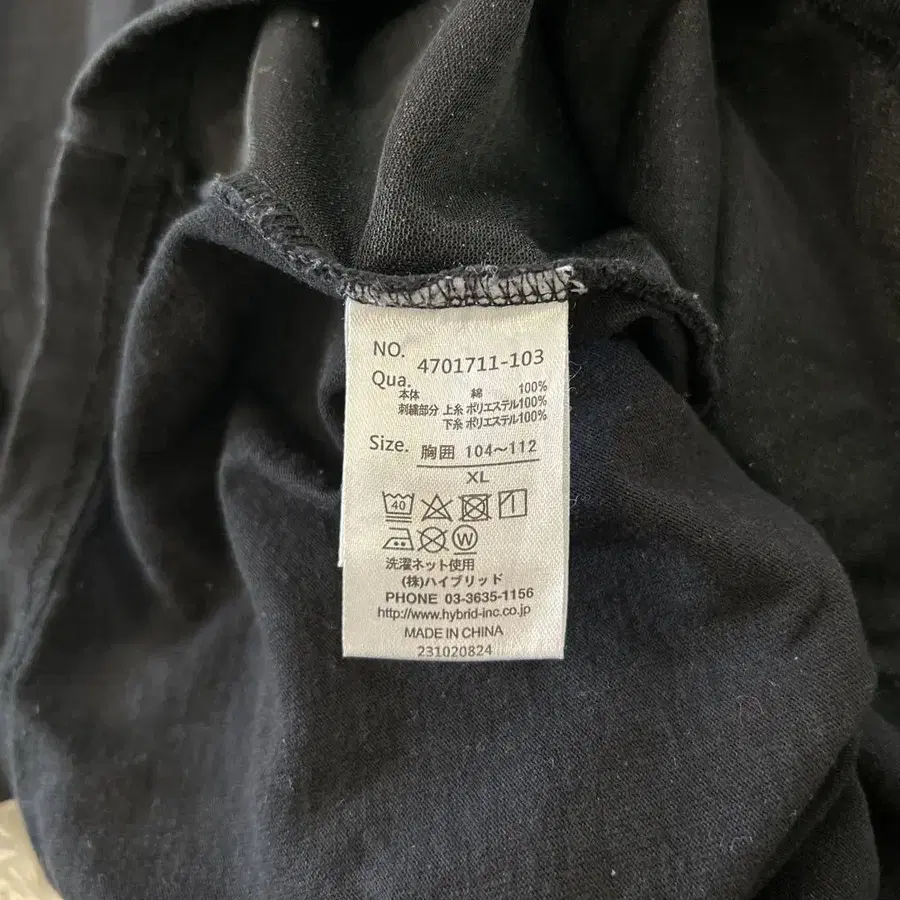 NO. 4701711-103
Qua.
本体 綿 100%
刺繍部分 上糸 ポリエステル100%
下糸 ポリエステル100%
Size. 胸囲 104～112
XL
40
W
洗濯ネット使用
(株)ハイブリッド
PHONE 03-3635-1156
http://www.hybrid-inc.co.jp
MADE IN CHINA
231020824